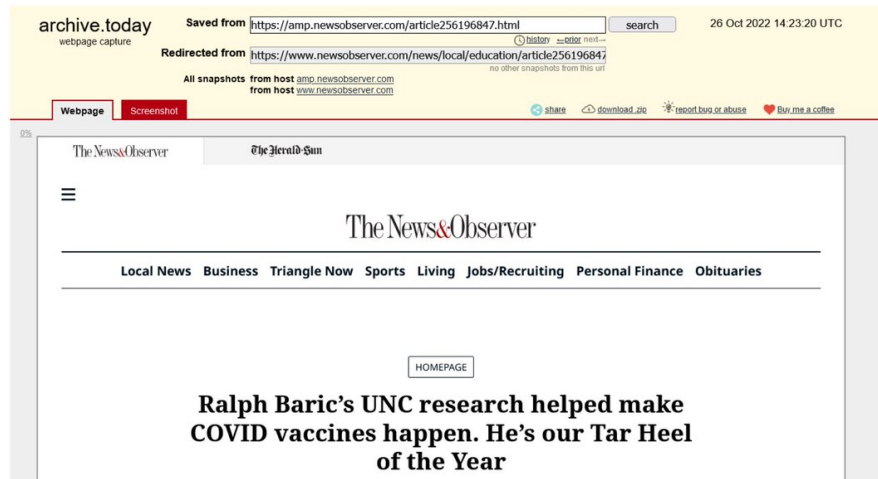 archive.today
webpage capture
Saved from https://amp.newsobserver.com/article256196847.html search 26 Oct 2022 14:23:20 UTC
history ←prior next→
Redirected from https://www.newsobserver.com/news/local/education/article256196847
no other snapshots from this url
All snapshots from host amp.newsobserver.com
from host www.newsobserver.com
Webpage Screenshot share download .zip report bug or abuse Buy me a coffee
0%
The News&Observer The Herald-Sun
The News&Observer
Local News Business Triangle Now Sports Living Jobs/Recruiting Personal Finance Obituaries
HOMEPAGE
Ralph Baric's UNC research helped make
COVID vaccines happen. He's our Tar Heel
of the Year